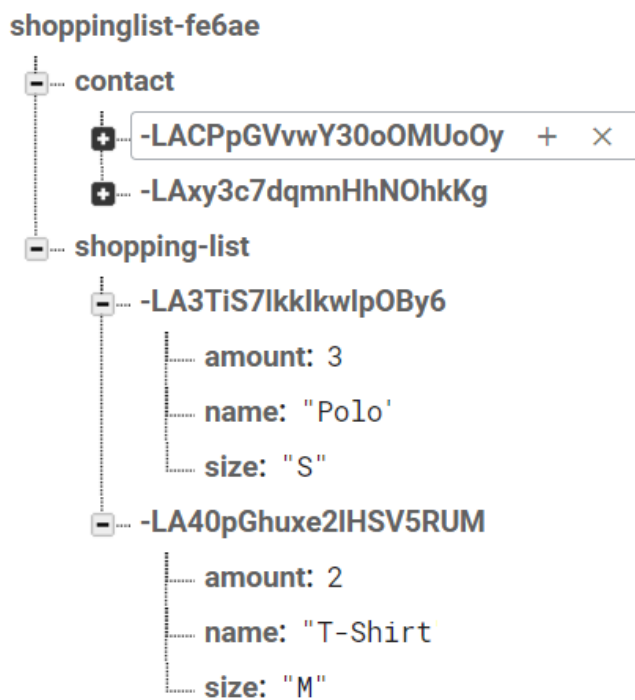 shoppinglist-fe6ae
contact
-LACPpGVvwY30oOMUoOy + ×
-LAxy3c7dqmnHhNOhkKg
shopping-list
-LA3TiS7lkklkwlpOBy6
amount: 3
name: "Polo'
size: "S"
-LA40pGhuxe2lHSV5RUM
amount: 2
name: "T-Shirt
size: "M"